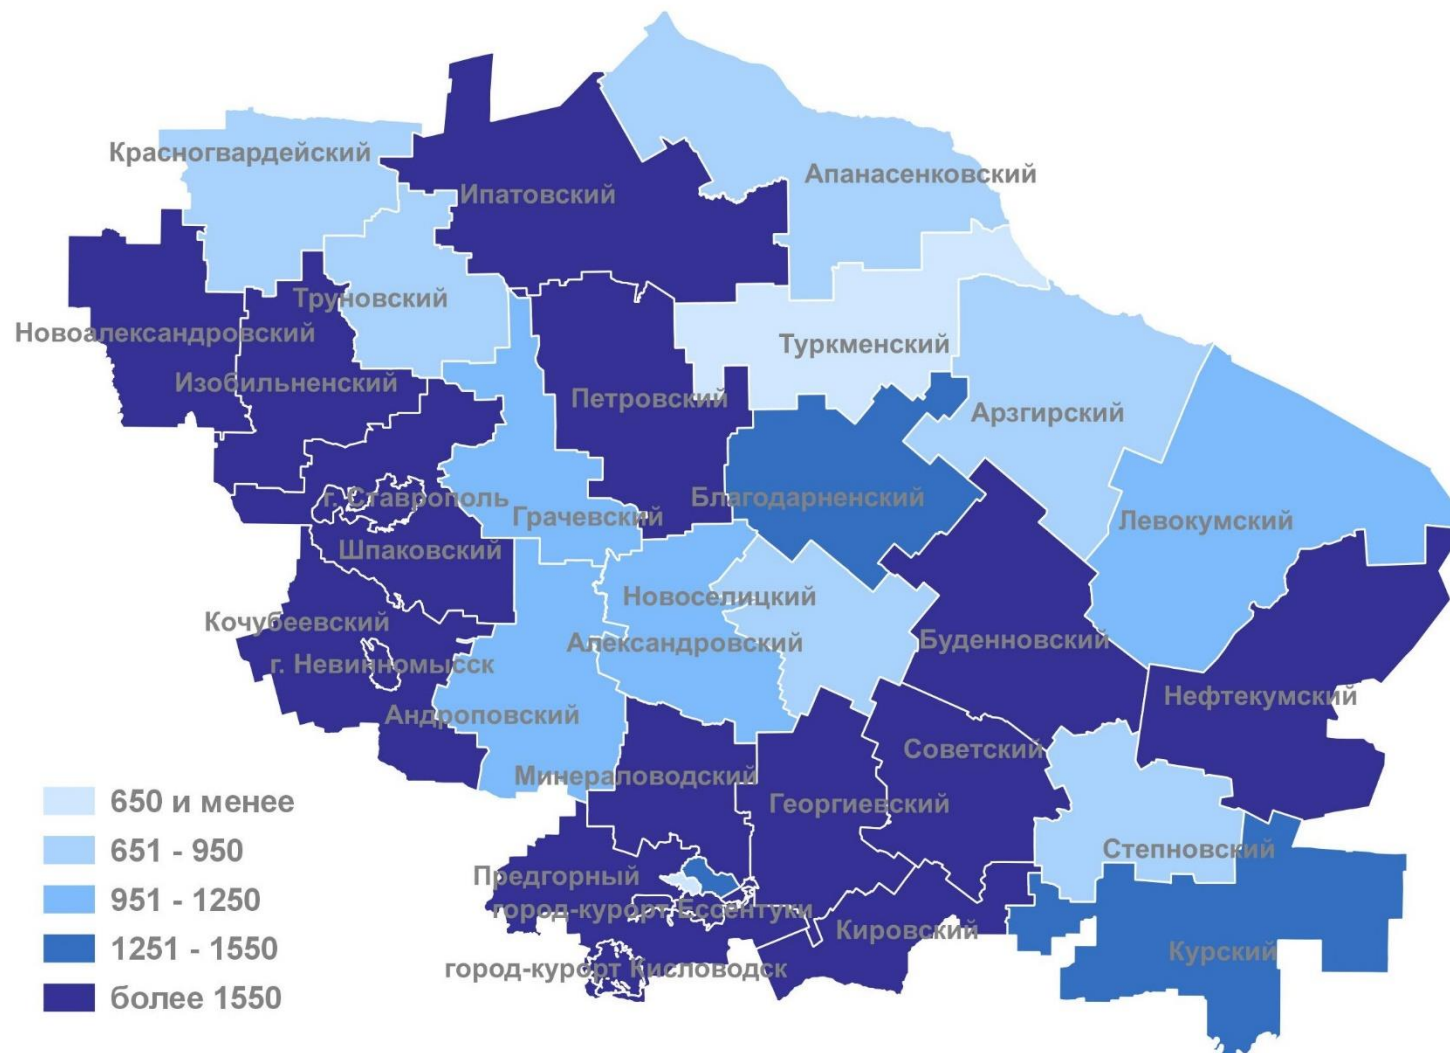 Красногвардейский
Апанасенковский
Ипатовский
Труновский
Новоалександровский
Туркменский
Изобильненский
Петровский
Арзгирский
г. Ставрополь
Благодарненский
Грачевский
Левокумский
Шпаковский
Новоселицкий
Кочубеевский
Александровский
Буденновский
г. Невинномысск
Нефтекумский
Андроповский
Советский
Минераловодский
Георгиевский
650 и менее
651 - 950
Степновский
Предгорный
951 - 1250
город-курорт Ессентуки
Кировский
1251 - 1550
Курский
город-курорт Кисловодск
более 1550